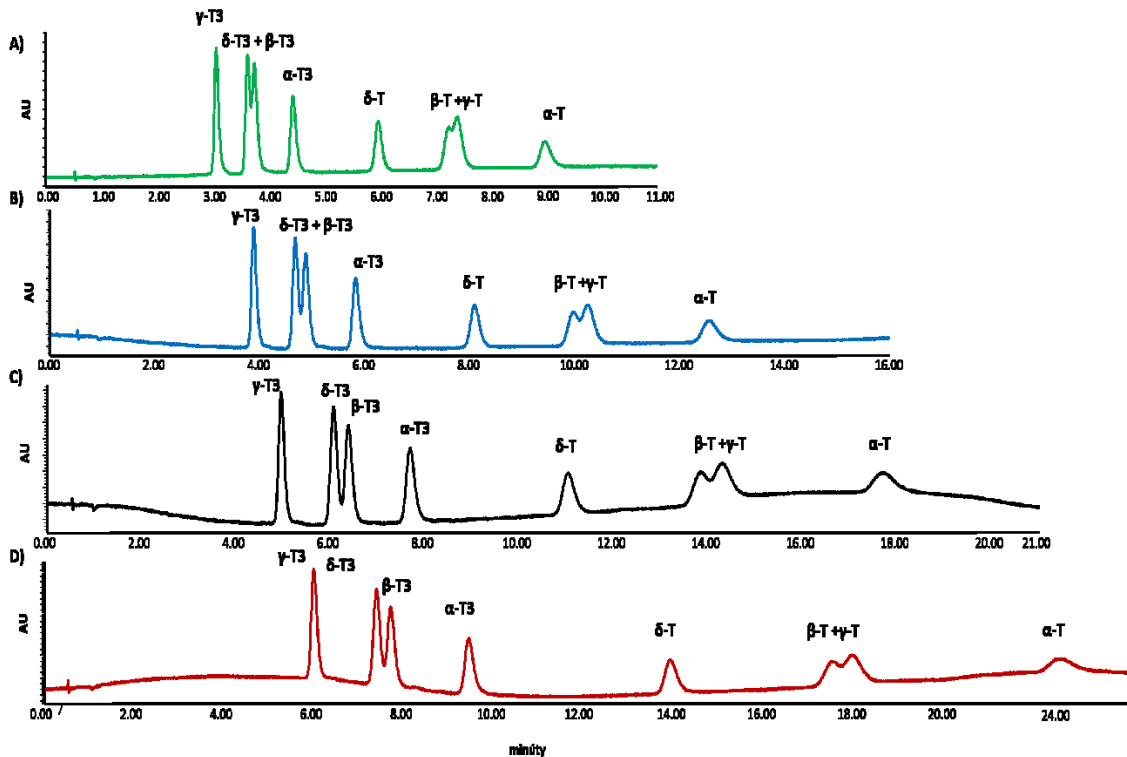 γ-T3
A)
δ-T3 + β-T3
α-T3
δ-T
β-T +γ-T
α-T
AU
0.00 1.00 2.00 3.00 4.00 5.00 6.00 7.00 8.00 9.00 10.00 11.00
B)
γ-T3
δ-T3 + β-T3
α-T3
δ-T
β-T +γ-T
α-T
AU
0.00 2.00 4.00 6.00 8.00 10.00 12.00 14.00 16.00
C)
γ-T3
δ-T3
β-T3
α-T3
δ-T
β-T +γ-T
α-T
AU
0.00 2.00 4.00 6.00 8.00 10.00 12.00 14.00 16.00 18.00 20.00 21.00
D)
γ-T3
δ-T3
β-T3
α-T3
δ-T
β-T +γ-T
α-T
AU
0.00 2.00 4.00 6.00 8.00 10.00 12.00 14.00 16.00 18.00 20.00 24.00
minúty